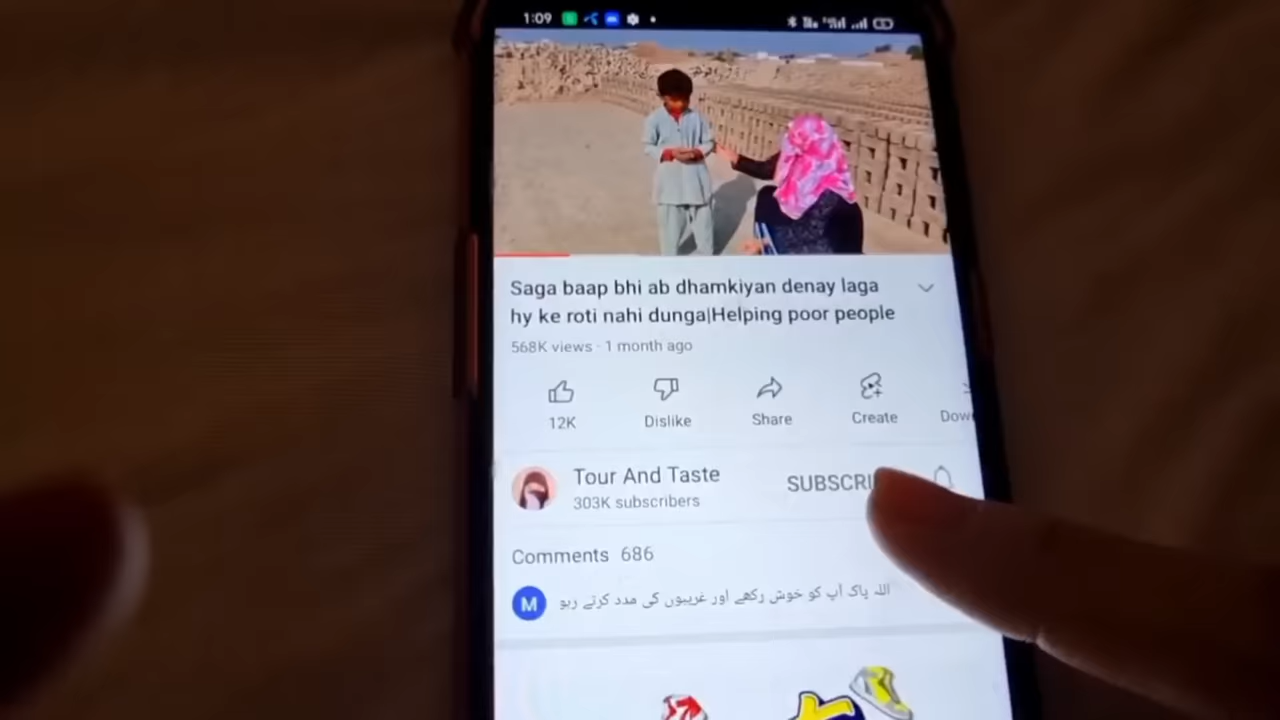 1:09
Saga baap bhi ab dhamkiyan denay laga
hy ke roti nahi dunga|Helping poor people
568K views · 1 month ago
12K
Dislike
Share
Create
Tour And Taste
303K subscribers
Comments 686
M
اللہ پاک آپ کو خوش رکھے اور غریبوں کی مدد کرتے رہو